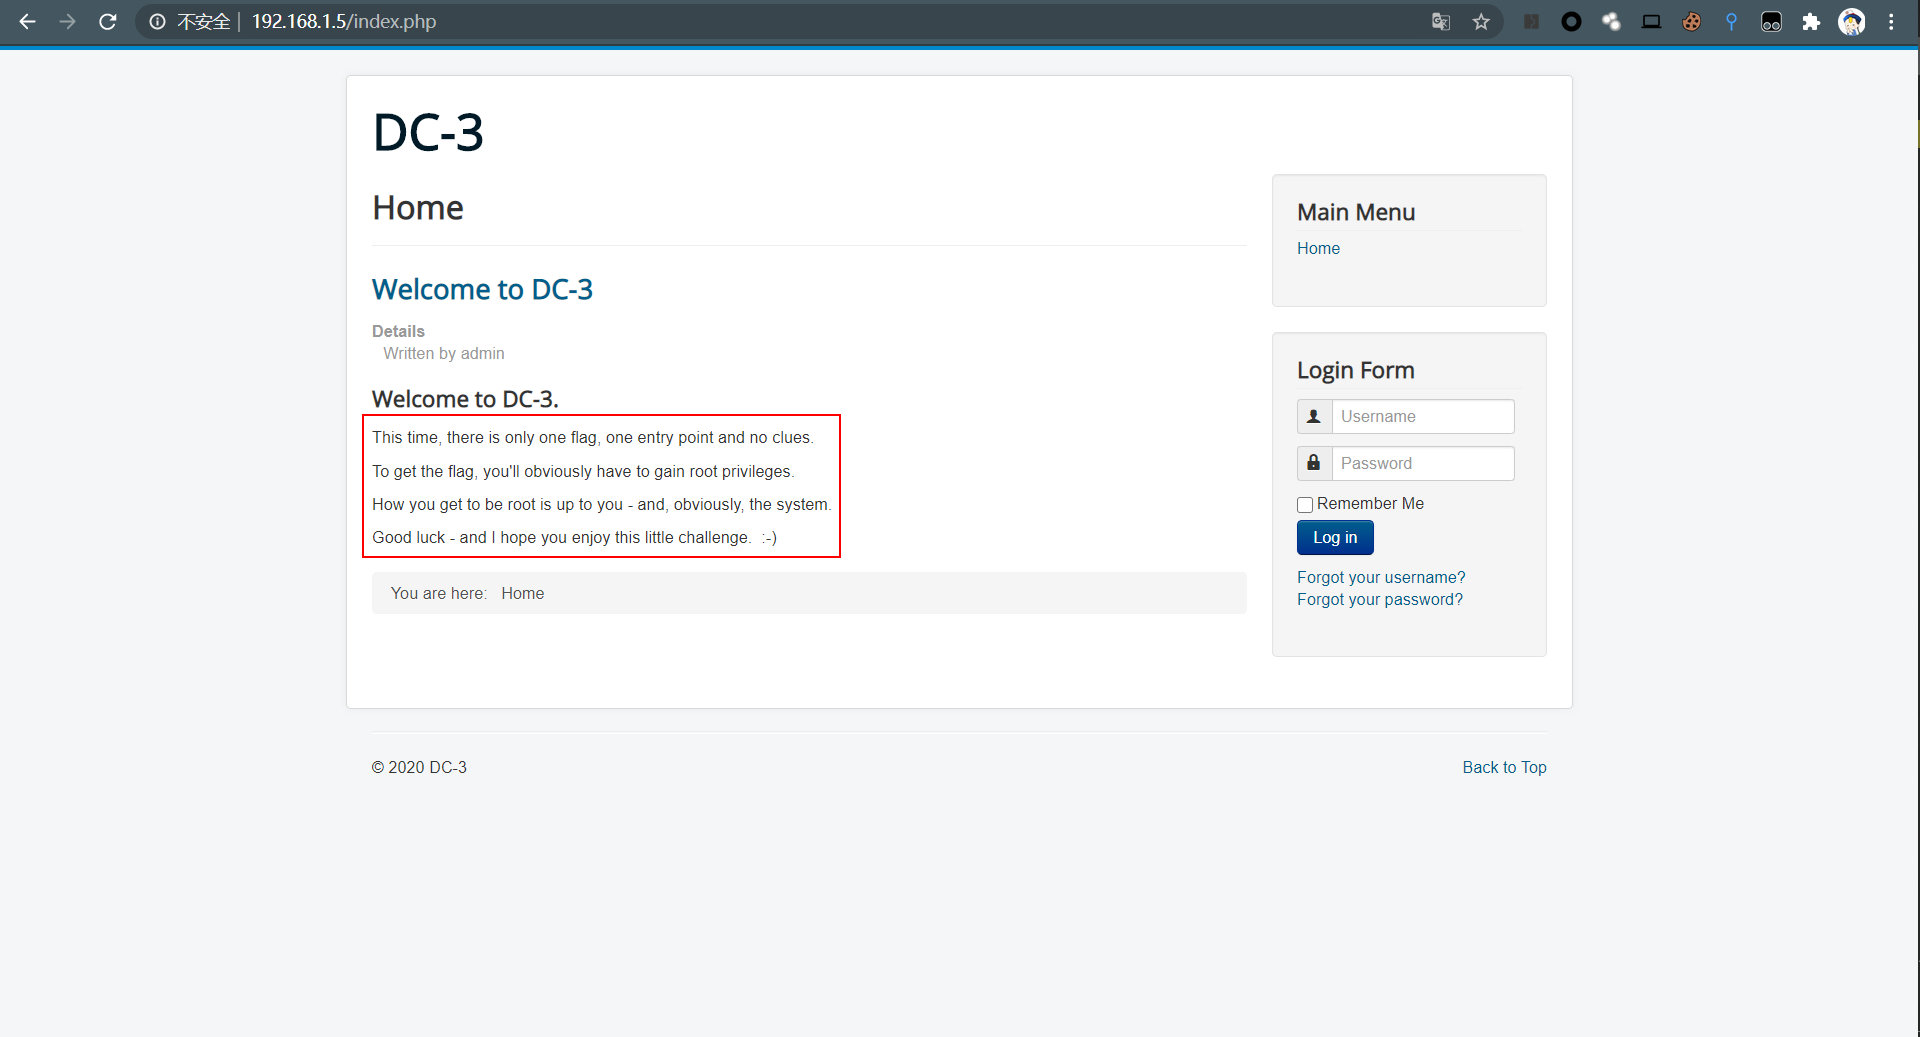 不安全 192.168.1.5/index.php
DC-3
Home
Welcome to DC-3
Details
Written by admin
Welcome to DC-3.
This time, there is only one flag, one entry point and no clues.
To get the flag, you'll obviously have to gain root privileges.
How you get to be root is up to you - and, obviously, the system.
Good luck - and I hope you enjoy this little challenge.  :-)
You are here: Home
Main Menu
Home
Login Form
Username
Password
Remember Me
Log in
Forgot your username?
Forgot your password?
© 2020 DC-3
Back to Top